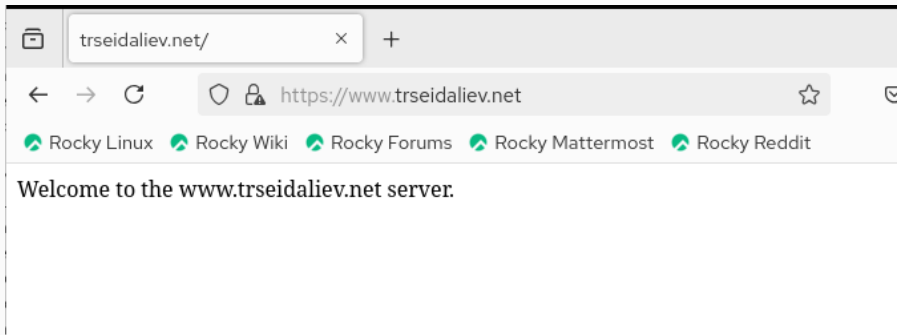 trseidaliev.net/
https://www.trseidaliev.net
Rocky Linux Rocky Wiki Rocky Forums Rocky Mattermost Rocky Reddit
Welcome to the www.trseidaliev.net server.